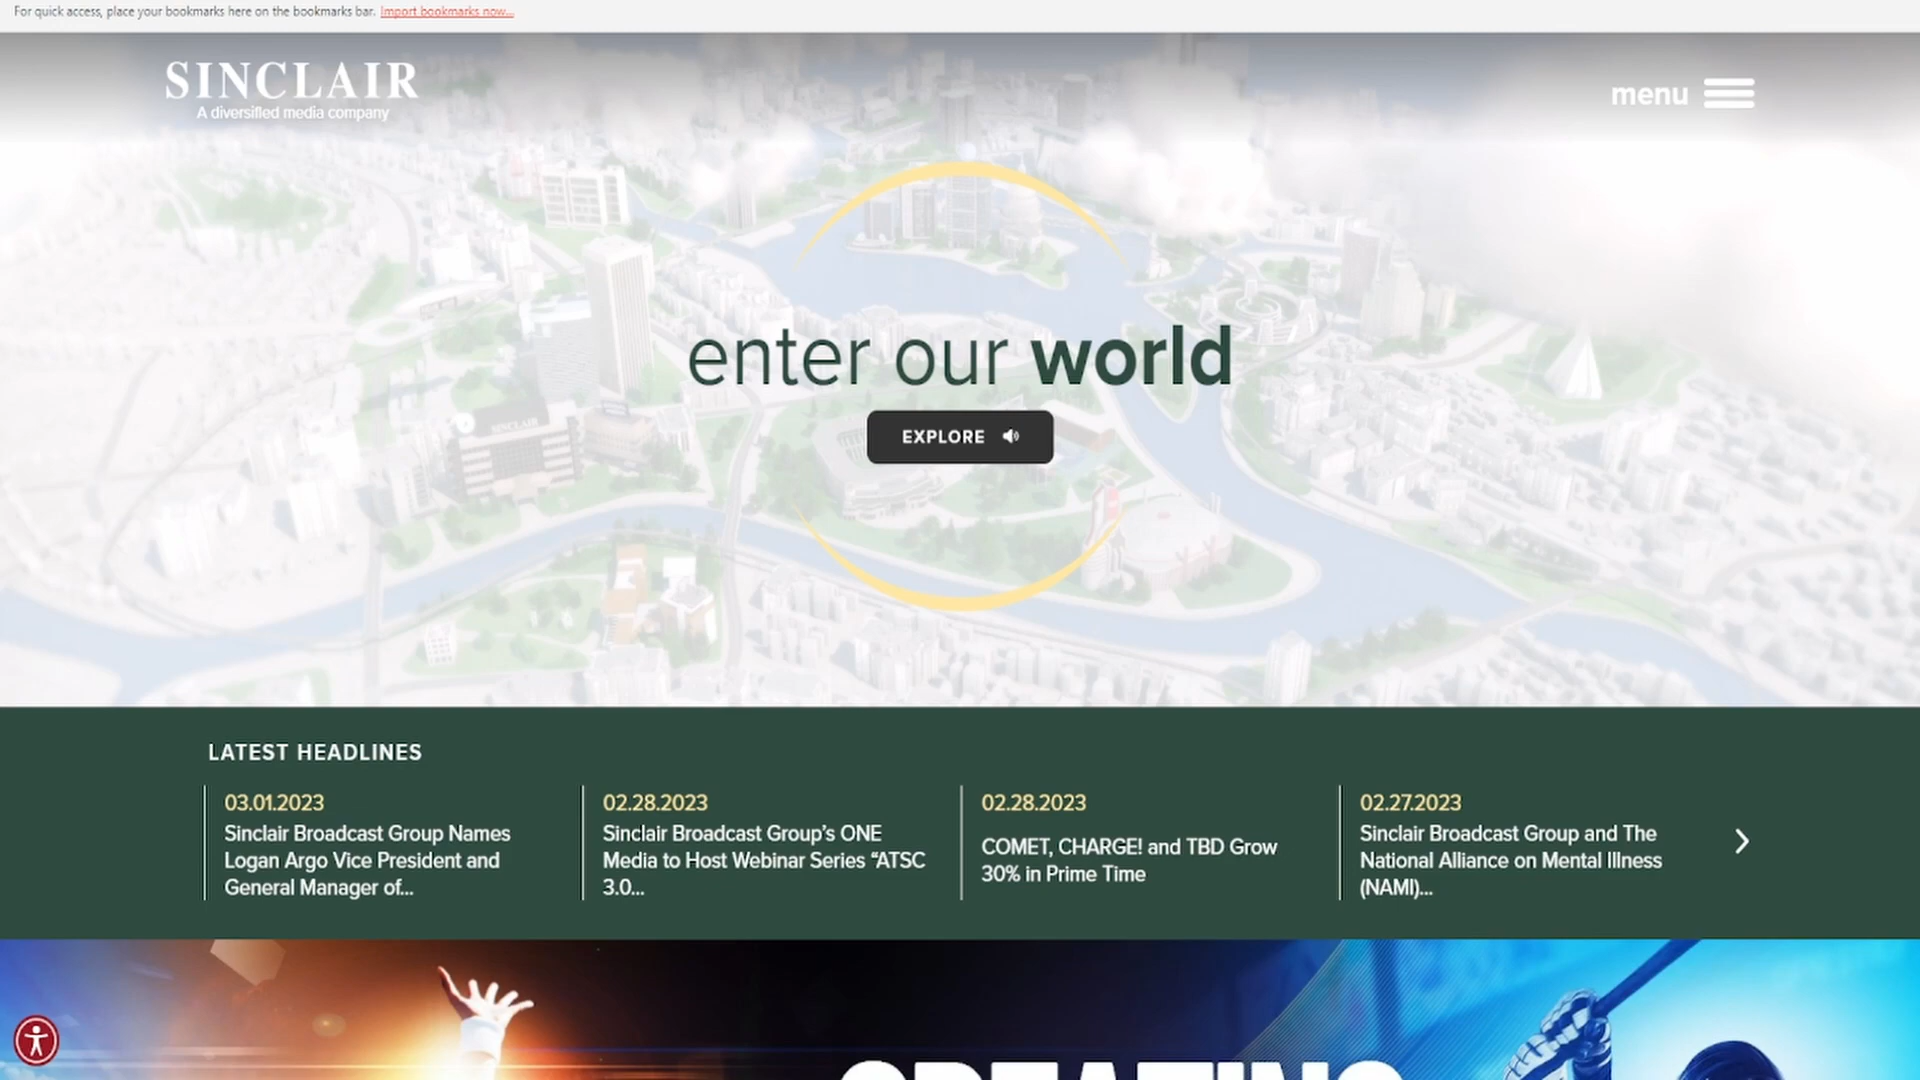 For quick access, place your bookmarks here on the bookmarks bar. Import bookmarks now...
SINCLAIR
A diversified media company
menu
enter our world
SINCLAIR
EXPLORE
LATEST HEADLINES
03.01.2023
Sinclair Broadcast Group Names
Logan Argo Vice President and
General Manager of...
02.28.2023
Sinclair Broadcast Group’s ONE
Media to Host Webinar Series “ATSC
3.0...
02.28.2023
COMET, CHARGE! and TBD Grow
30% in Prime Time
02.27.2023
Sinclair Broadcast Group and The
National Alliance on Mental Illness
(NAMI)...
CREATING